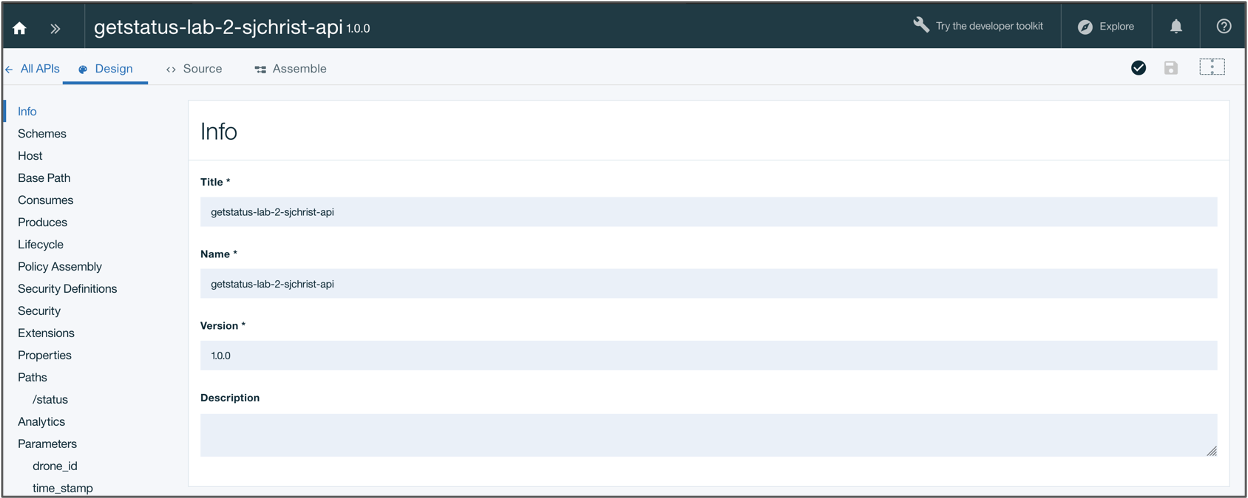 getstatus-lab-2-sjchrist-api 1.0.0
Try the developer toolkit
Explore
All APIs
Design
Source
Assemble
Info
Schemes
Host
Base Path
Consumes
Produces
Lifecycle
Policy Assembly
Security Definitions
Security
Extensions
Properties
Paths
/status
Analytics
Parameters
drone_id
time_stamp
Info
Title *
getstatus-lab-2-sjchrist-api
Name *
getstatus-lab-2-sjchrist-api
Version *
1.0.0
Description